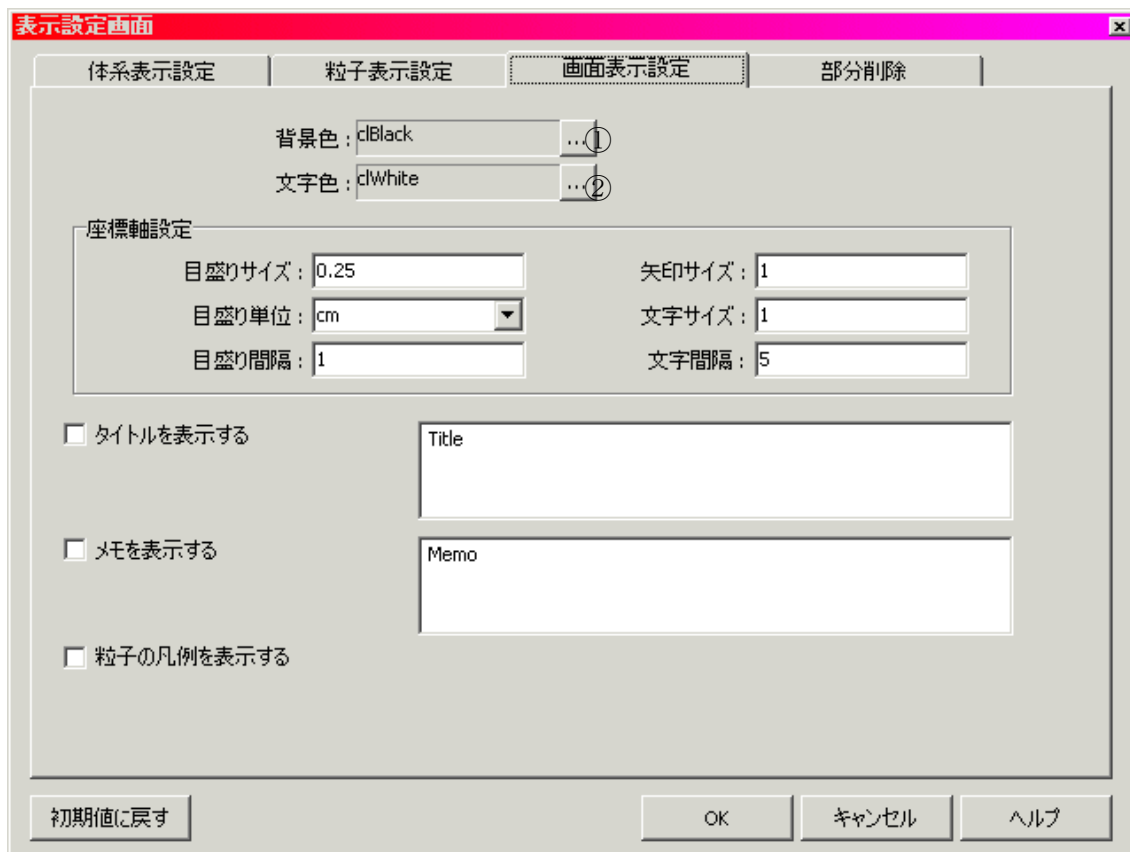 表示設定画面
体系表示設定 粒子表示設定 画面表示設定 部分削除
背景色 : clBlack ... ①
文字色 : clWhite ... ②
座標軸設定
目盛りサイズ : 0.25 矢印サイズ : 1
目盛り単位 : cm 文字サイズ : 1
目盛り間隔 : 1 文字間隔 : 5
タイトルを表示する Title
メモを表示する Memo
粒子の凡例を表示する
初期値に戻す OK キャンセル ヘルプ